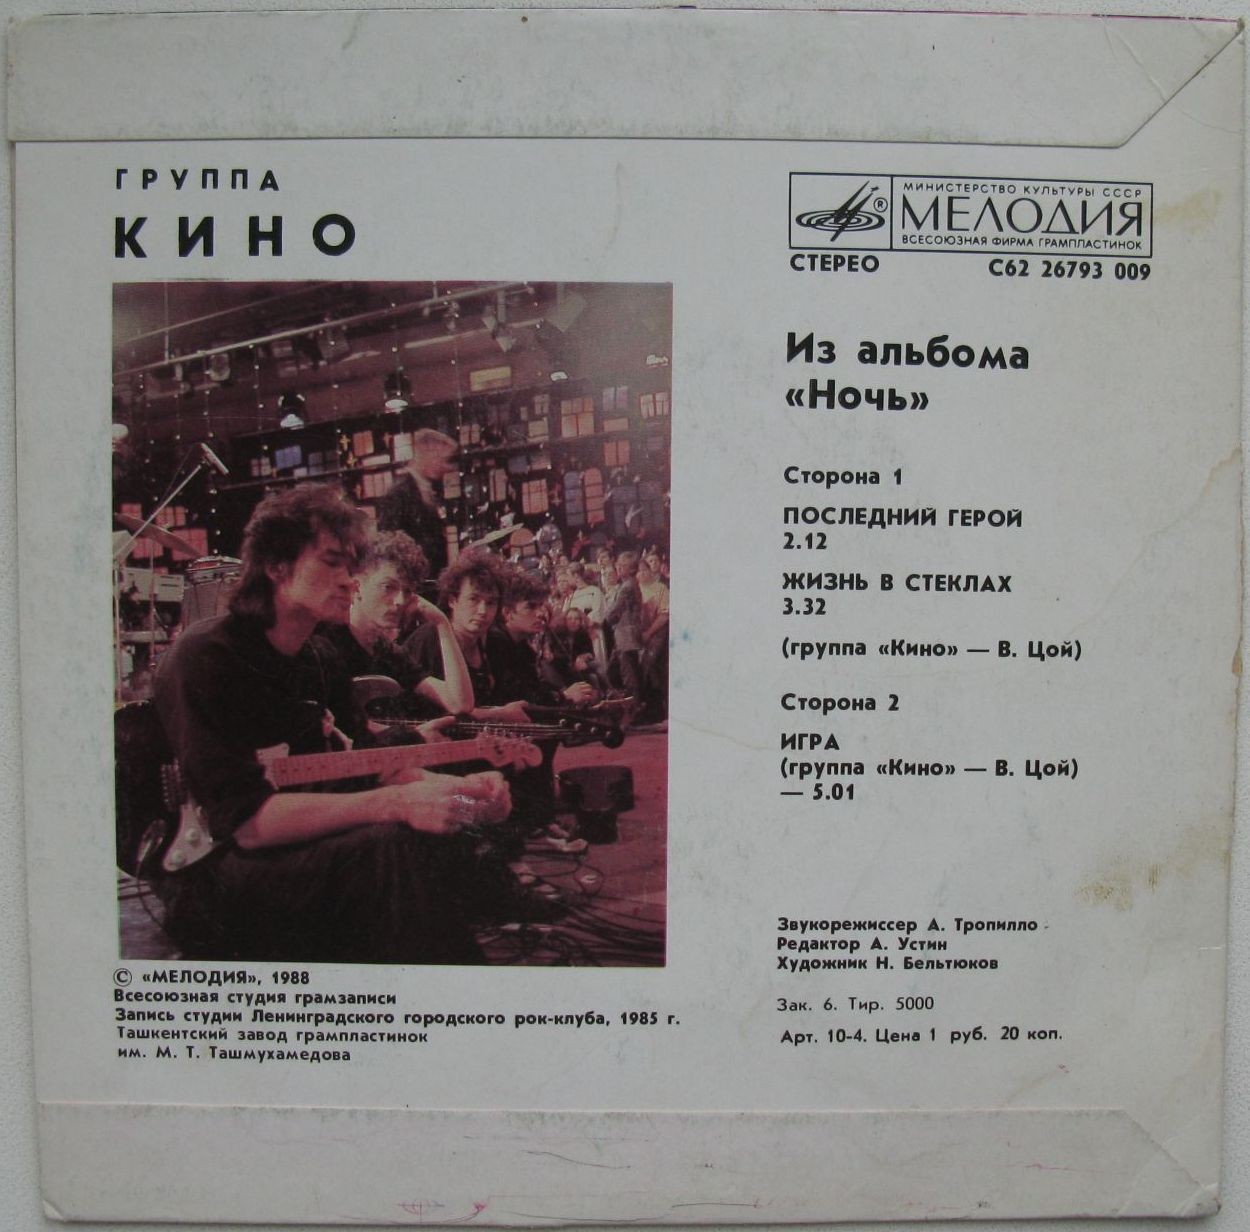 ГРУППА
КИНО
МИНИСТЕРСТВО КУЛЬТУРЫ СССР
МЕЛОДИЯ
ВСЕСОЮЗНАЯ ФИРМА ГРАМПЛАСТИНОК
®
СТЕРЕО С62 26793 009
Из альбома
«Ночь»
Сторона 1
ПОСЛЕДНИЙ ГЕРОЙ
2.12
ЖИЗНЬ В СТЕКЛАХ
3.32
(группа «Кино» — В. Цой)
Сторона 2
ИГРА
(группа «Кино» — В. Цой)
— 5.01
Звукорежиссер А. Тропилло
Редактор А. Устин
Художник Н. Бельтюков
Зак. 6. Тир. 5000
Арт. 10-4. Цена 1 руб. 20 коп.
© «МЕЛОДИЯ», 1988
Всесоюзная студия грамзаписи
Запись студии Ленинградского городского рок-клуба, 1985 г.
Ташкентский завод грампластинок
им. М. Т. Ташмухамедова